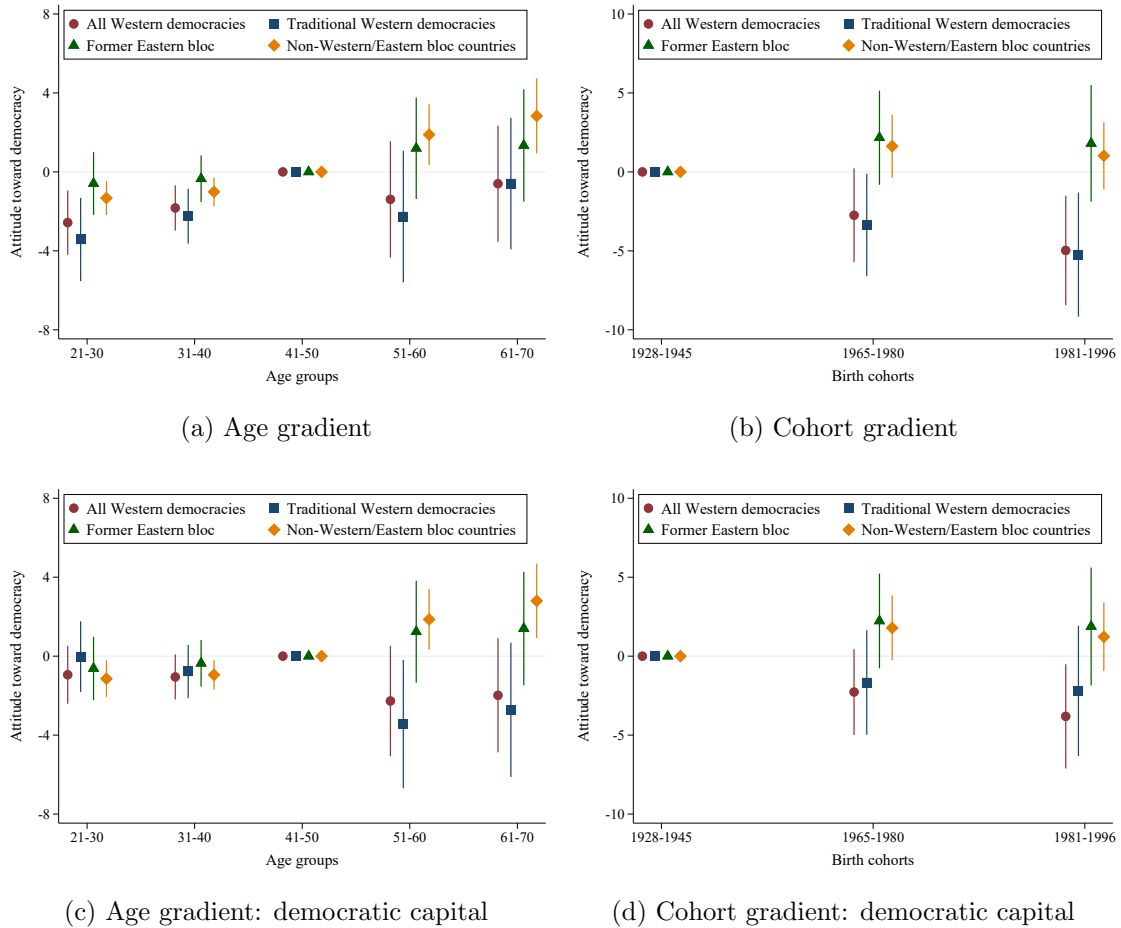 8
4
0
-4
-8
Attitude toward democracy
All Western democracies
Traditional Western democracies
Former Eastern bloc
Non-Western/Eastern bloc countries
21-30 31-40 41-50 51-60 61-70
Age groups
(a) Age gradient
10
5
0
-5
-10
Attitude toward democracy
All Western democracies
Traditional Western democracies
Former Eastern bloc
Non-Western/Eastern bloc countries
1928-1945 1965-1980 1981-1996
Birth cohorts
(b) Cohort gradient
8
4
0
-4
-8
Attitude toward democracy
All Western democracies
Traditional Western democracies
Former Eastern bloc
Non-Western/Eastern bloc countries
21-30 31-40 41-50 51-60 61-70
Age groups
(c) Age gradient: democratic capital
10
5
0
-5
-10
Attitude toward democracy
All Western democracies
Traditional Western democracies
Former Eastern bloc
Non-Western/Eastern bloc countries
1928-1945 1965-1980 1981-1996
Birth cohorts
(d) Cohort gradient: democratic capital